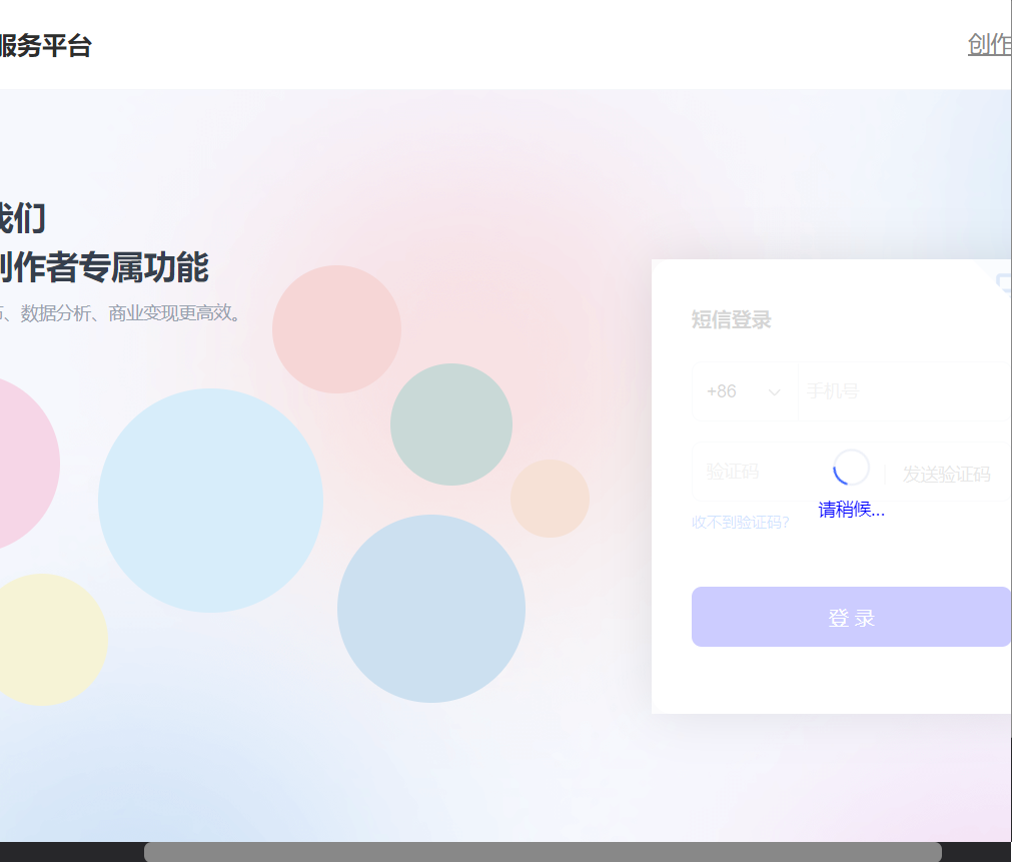 服务平台
创作
我们
创作者专属功能
、数据分析、商业变现更高效。
短信登录
+86
手机号
验证码
发送验证码
请稍候...
收不到验证码?
登 录